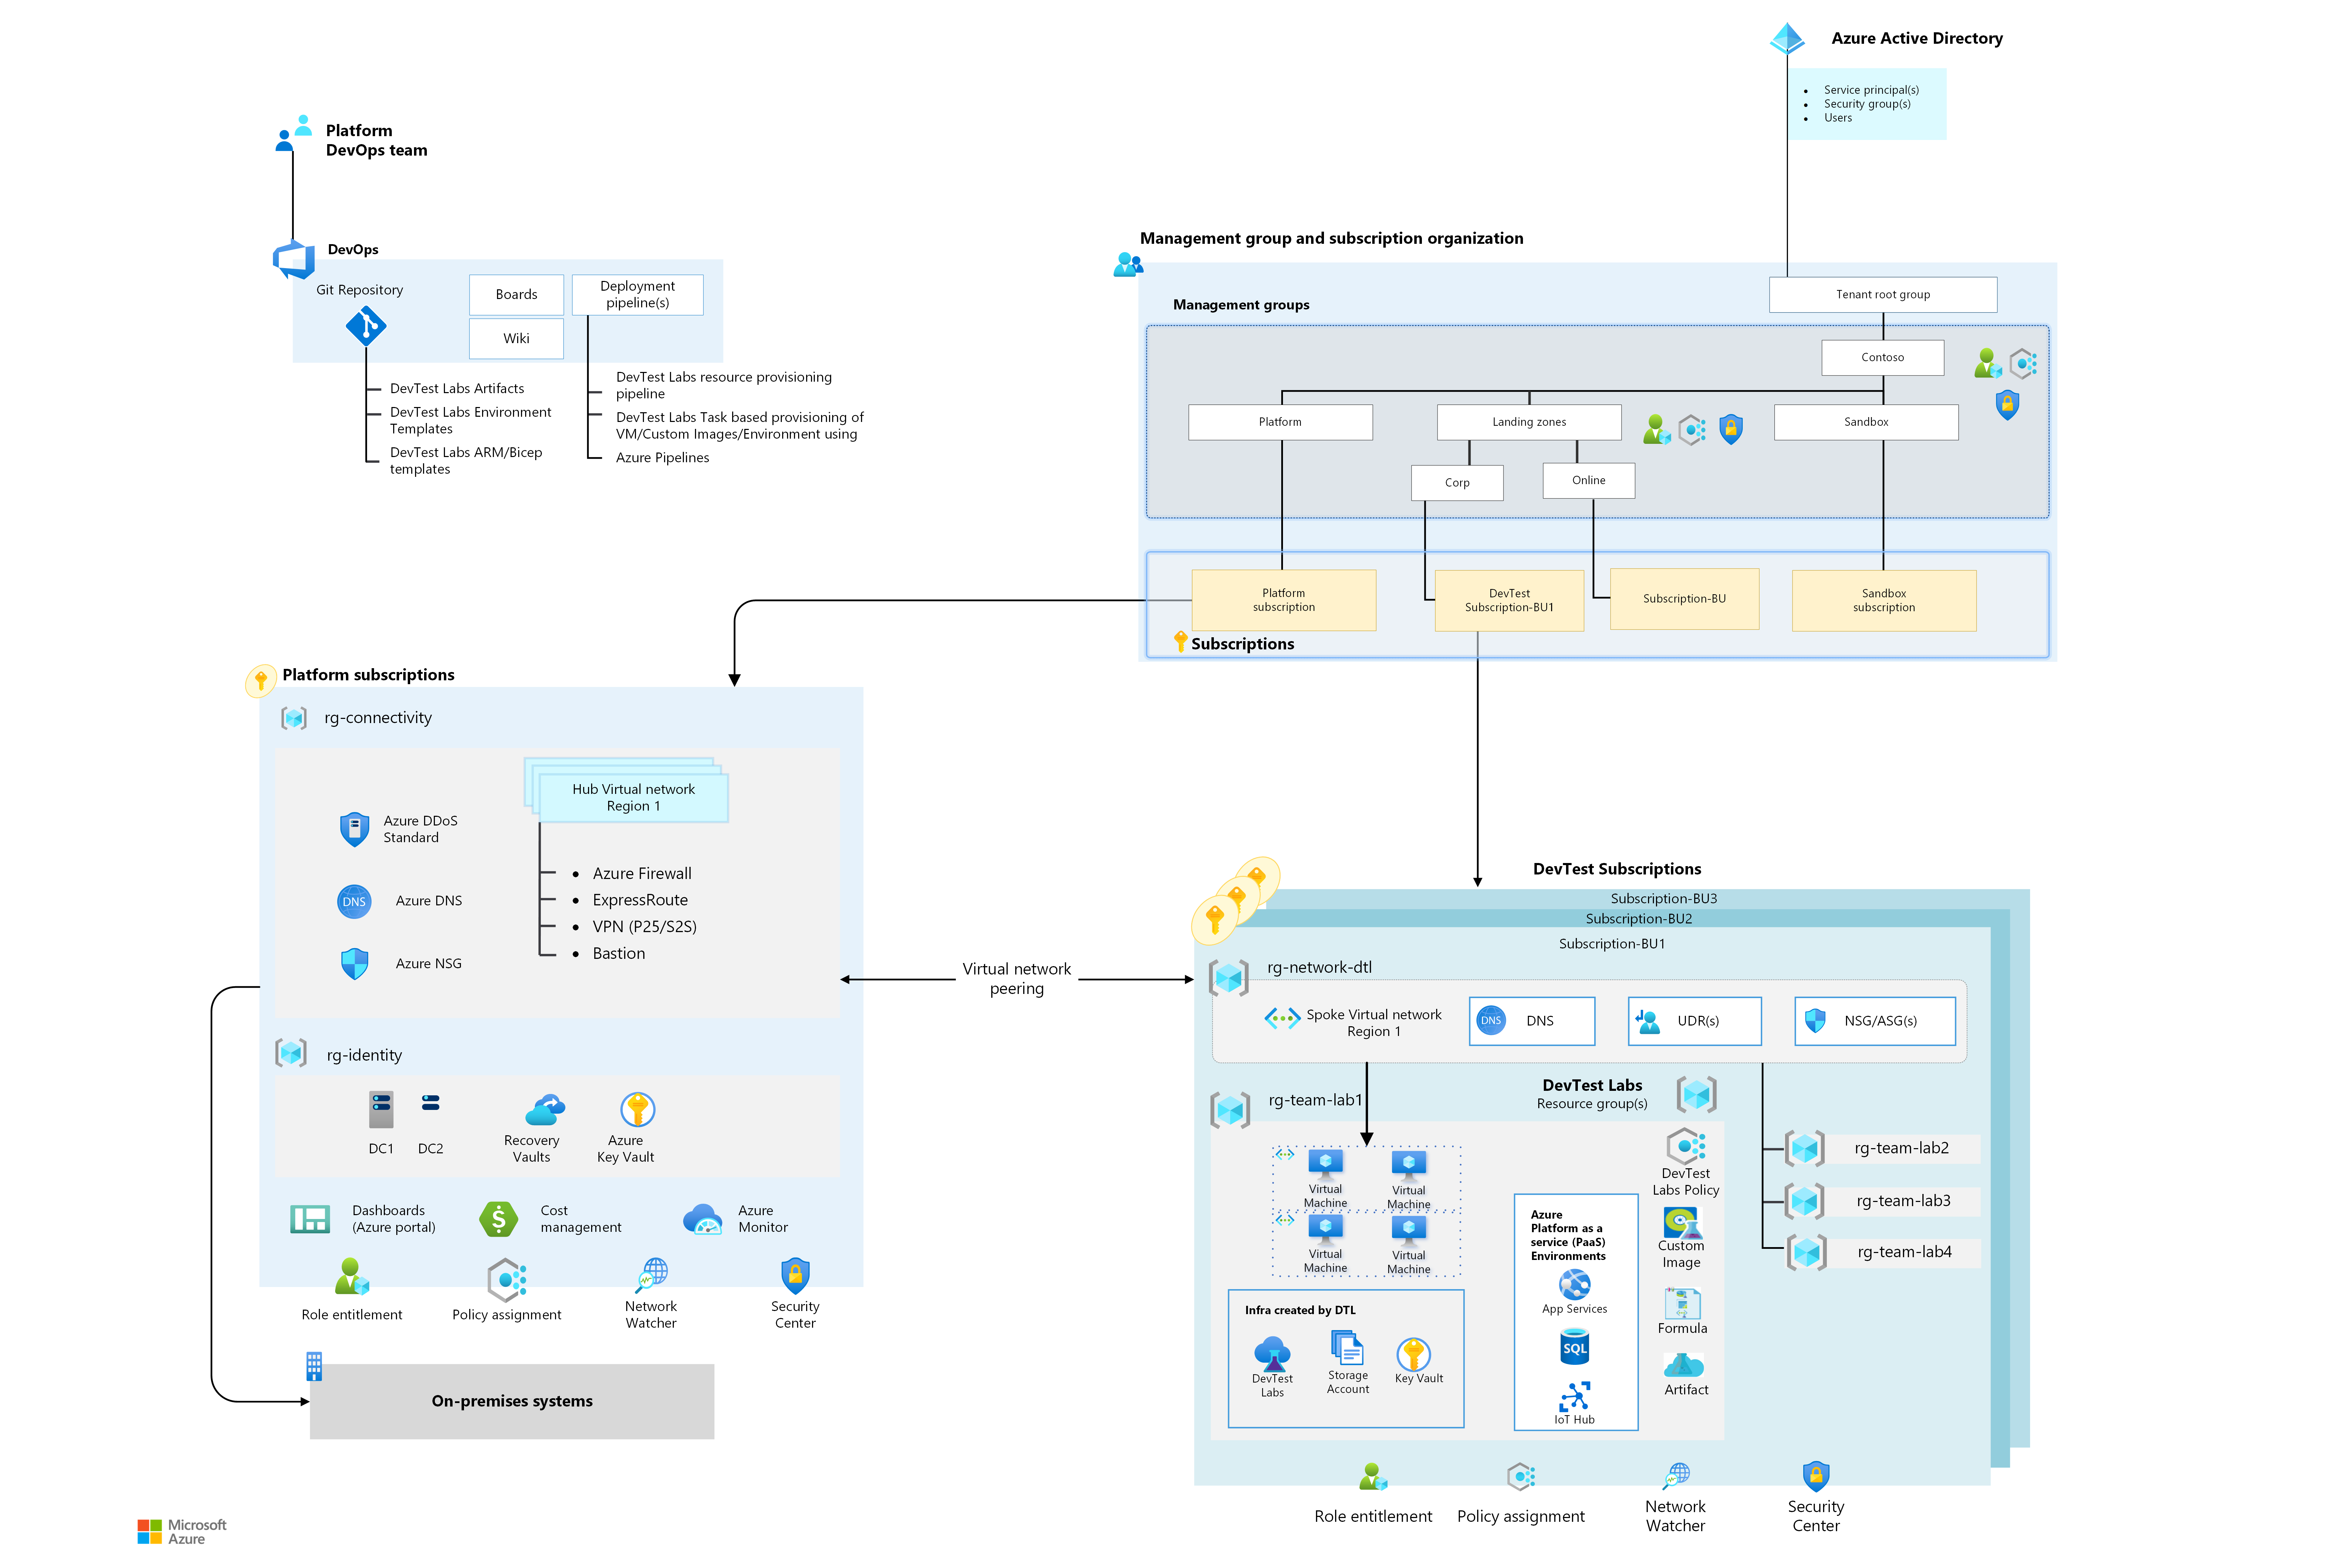 Azure Active Directory
• Service principal(s)
• Security group(s)
• Users
Platform
DevOps team
DevOps
Git Repository
Boards
Wiki
Deployment
pipeline(s)
DevTest Labs Artifacts
DevTest Labs Environment
Templates
DevTest Labs ARM/Bicep
templates
DevTest Labs resource provisioning
pipeline
DevTest Labs Task based provisioning of
VM/Custom Images/Environment using
Azure Pipelines
Management group and subscription organization
Management groups
Tenant root group
Contoso
Platform
Landing zones
Sandbox
Corp
Online
Platform
subscription
DevTest
Subscription-BU1
Subscription-BU
Sandbox
subscription
Subscriptions
Platform subscriptions
rg-connectivity
Hub Virtual network
Region 1
Azure DDoS
Standard
DNS
Azure DNS
Azure NSG
• Azure Firewall
• ExpressRoute
• VPN (P25/S2S)
• Bastion
rg-identity
DC1
DC2
Recovery
Vaults
Azure
Key Vault
Dashboards
(Azure portal)
Cost
management
Azure
Monitor
Role entitlement
Policy assignment
Network
Watcher
Security
Center
On-premises systems
Virtual network
peering
DevTest Subscriptions
Subscription-BU3
Subscription-BU2
Subscription-BU1
rg-network-dtl
Spoke Virtual network
Region 1
DNS
DNS
UDR(s)
NSG/ASG(s)
rg-team-lab1
DevTest Labs
Resource group(s)
Virtual
Machine
Virtual
Machine
Virtual
Machine
Virtual
Machine
Infra created by DTL
DevTest
Labs
Storage
Account
Key Vault
Azure
Platform as a
service (PaaS)
Environments
App Services
SQL
IoT Hub
DevTest
Labs Policy
Custom
Image
Formula
Artifact
rg-team-lab2
rg-team-lab3
rg-team-lab4
Role entitlement
Policy assignment
Network
Watcher
Security
Center
Microsoft
Azure